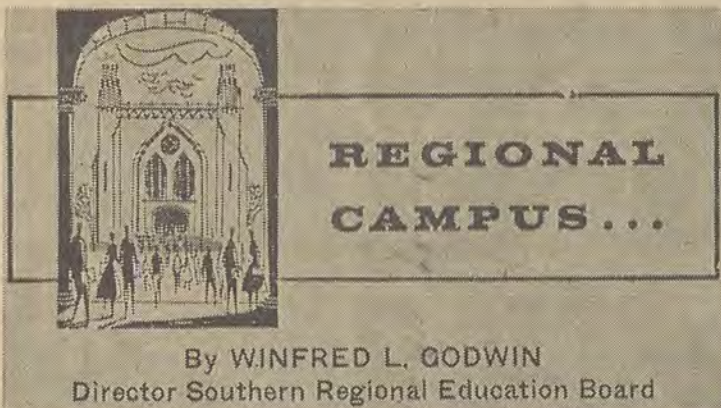 REGIONAL
CAMPUS...
By WINFRED L. GODWIN
Director Southern Regional Education Board